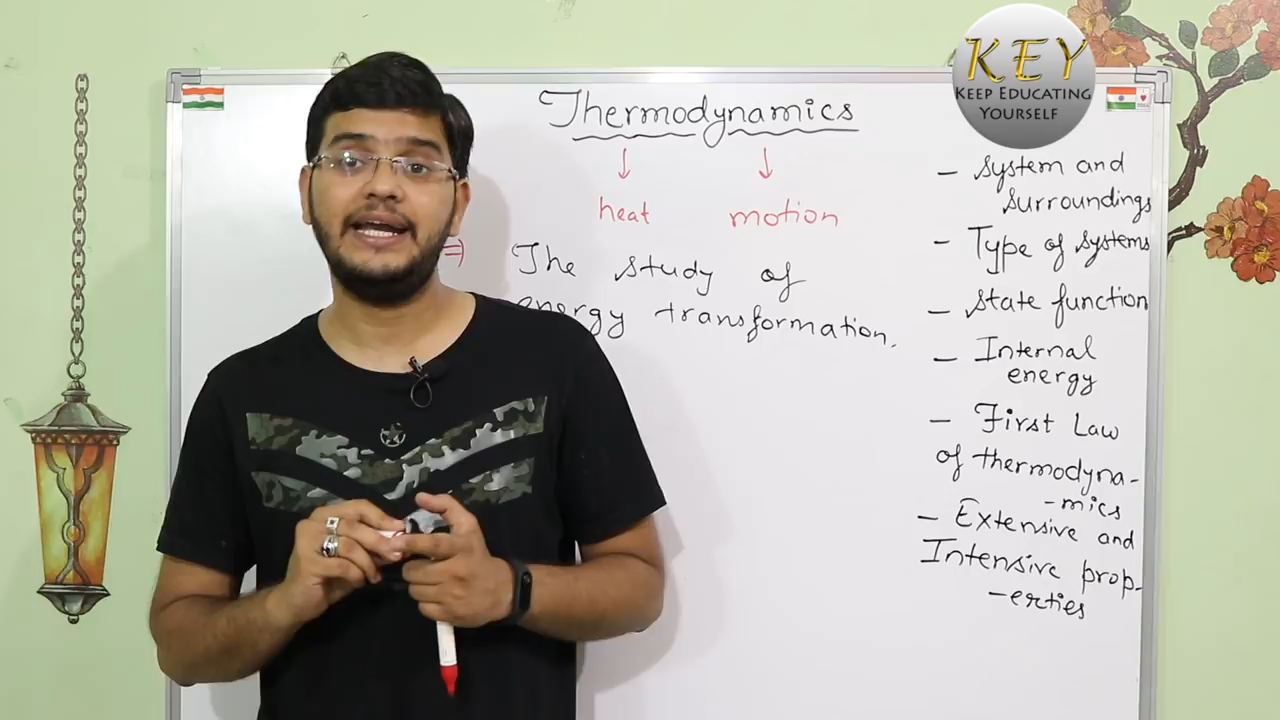 Thermodynamics
↓ ↓
heat motion
⇒ The study of
energy transformation.
KEY
KEEP EDUCATING
YOURSELF
- System and
surroundings
- Type of systems
- State function
- Internal
energy
- First Law
of thermodyna-
-mics
- Extensive and
Intensive prop-
-erties